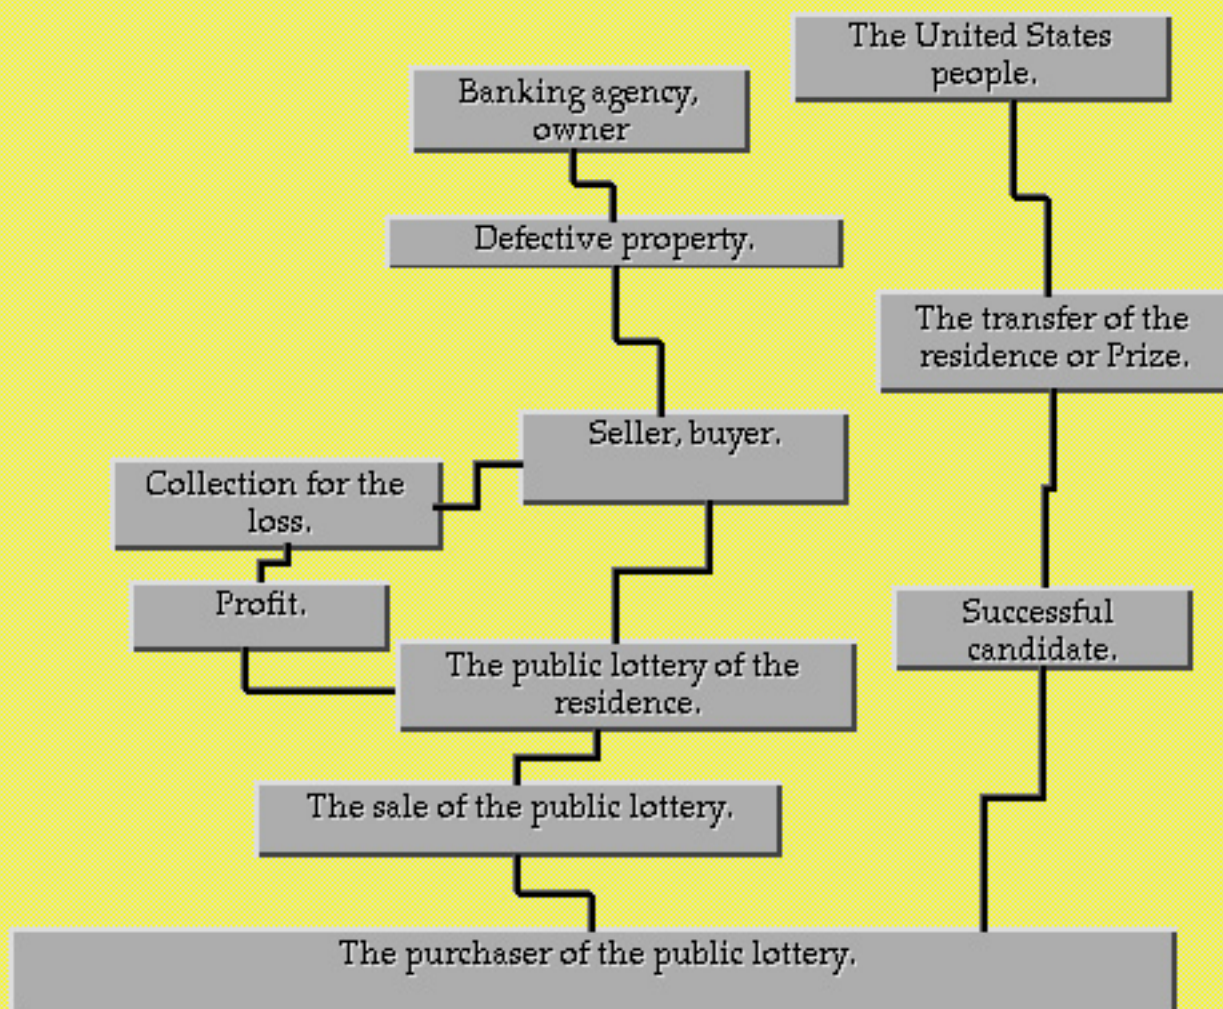 The United States
people.
Banking agency,
owner
Defective property.
The transfer of the
residence or Prize.
Seller, buyer.
Collection for the
loss.
Profit.
Successful
candidate.
The public lottery of the
residence.
The sale of the public lottery.
The purchaser of the public lottery.